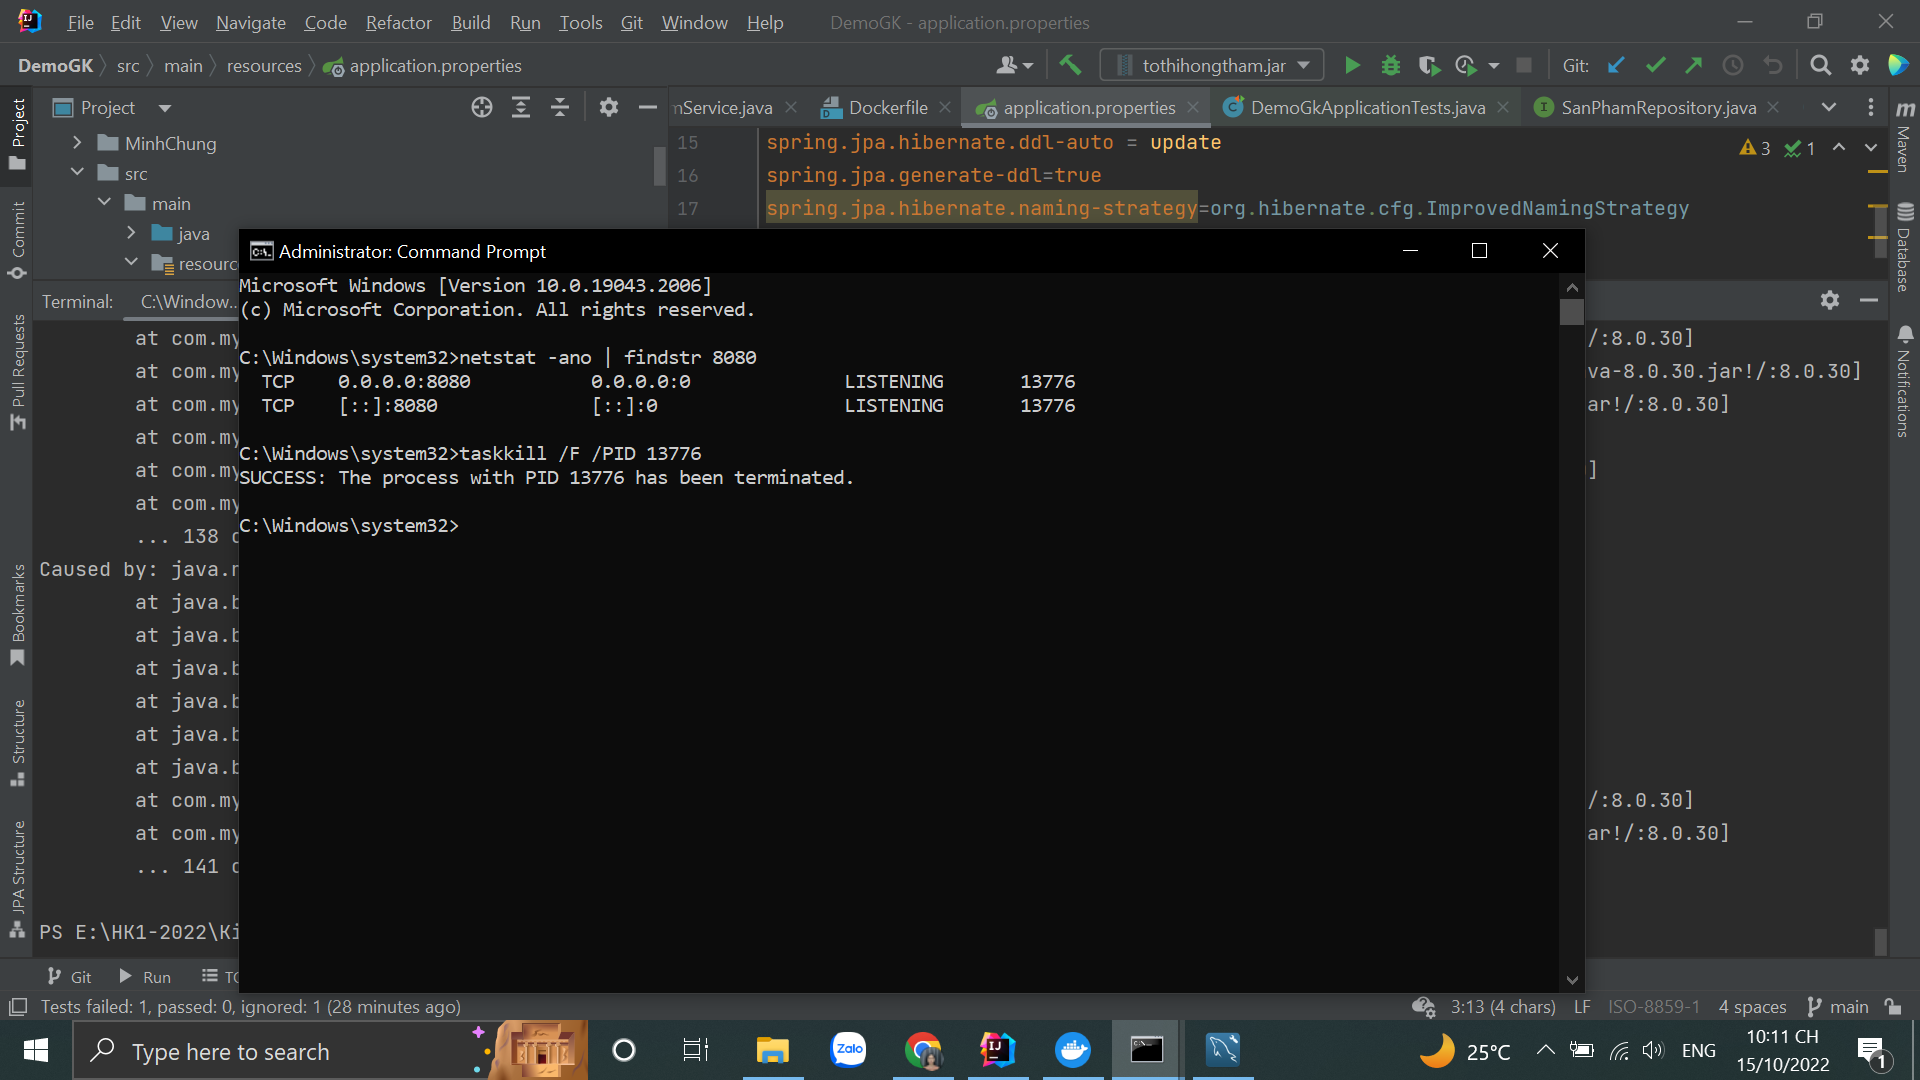 File Edit View Navigate Code Refactor Build Run Tools Git Window Help DemoGK - application.properties
DemoGK src main resources application.properties tothihongtham.jar Git:
Project
mService.java Dockerfile application.properties DemoGkApplicationTests.java SanPhamRepository.java
MinhChung
src
main
java
resourc
15 spring.jpa.hibernate.ddl-auto = update
16 spring.jpa.generate-ddl=true
17 spring.jpa.hibernate.naming-strategy=org.hibernate.cfg.ImprovedNamingStrategy
3 1
Project
Commit
Pull Requests
Bookmarks
Structure
JPA Structure
Maven
Database
Notifications
Administrator: Command Prompt
Microsoft Windows [Version 10.0.19043.2006]
(c) Microsoft Corporation. All rights reserved.
C:\Windows\system32>netstat -ano | findstr 8080
TCP 0.0.0.0:8080 0.0.0.0:0 LISTENING 13776
TCP [::]:8080 [::]:0 LISTENING 13776
C:\Windows\system32>taskkill /F /PID 13776
SUCCESS: The process with PID 13776 has been terminated.
C:\Windows\system32>
Terminal: C:\Window...
at com.my /:8.0.30]
at com.my va-8.0.30.jar!/:8.0.30]
at com.my ar!/:8.0.30]
at com.my
at com.my ]
at com.my
... 138
Caused by: java.n
at java.b
at java.b
at java.b
at java.b
at java.b
at java.b
at com.my /:8.0.30]
at com.my ar!/:8.0.30]
... 141
PS E:\HK1-2022\Ki
Git Run TO
Tests failed: 1, passed: 0, ignored: 1 (28 minutes ago) 3:13 (4 chars) LF ISO-8859-1 4 spaces main
Type here to search
Zalo
25°C ENG 10:11 CH
15/10/2022
1